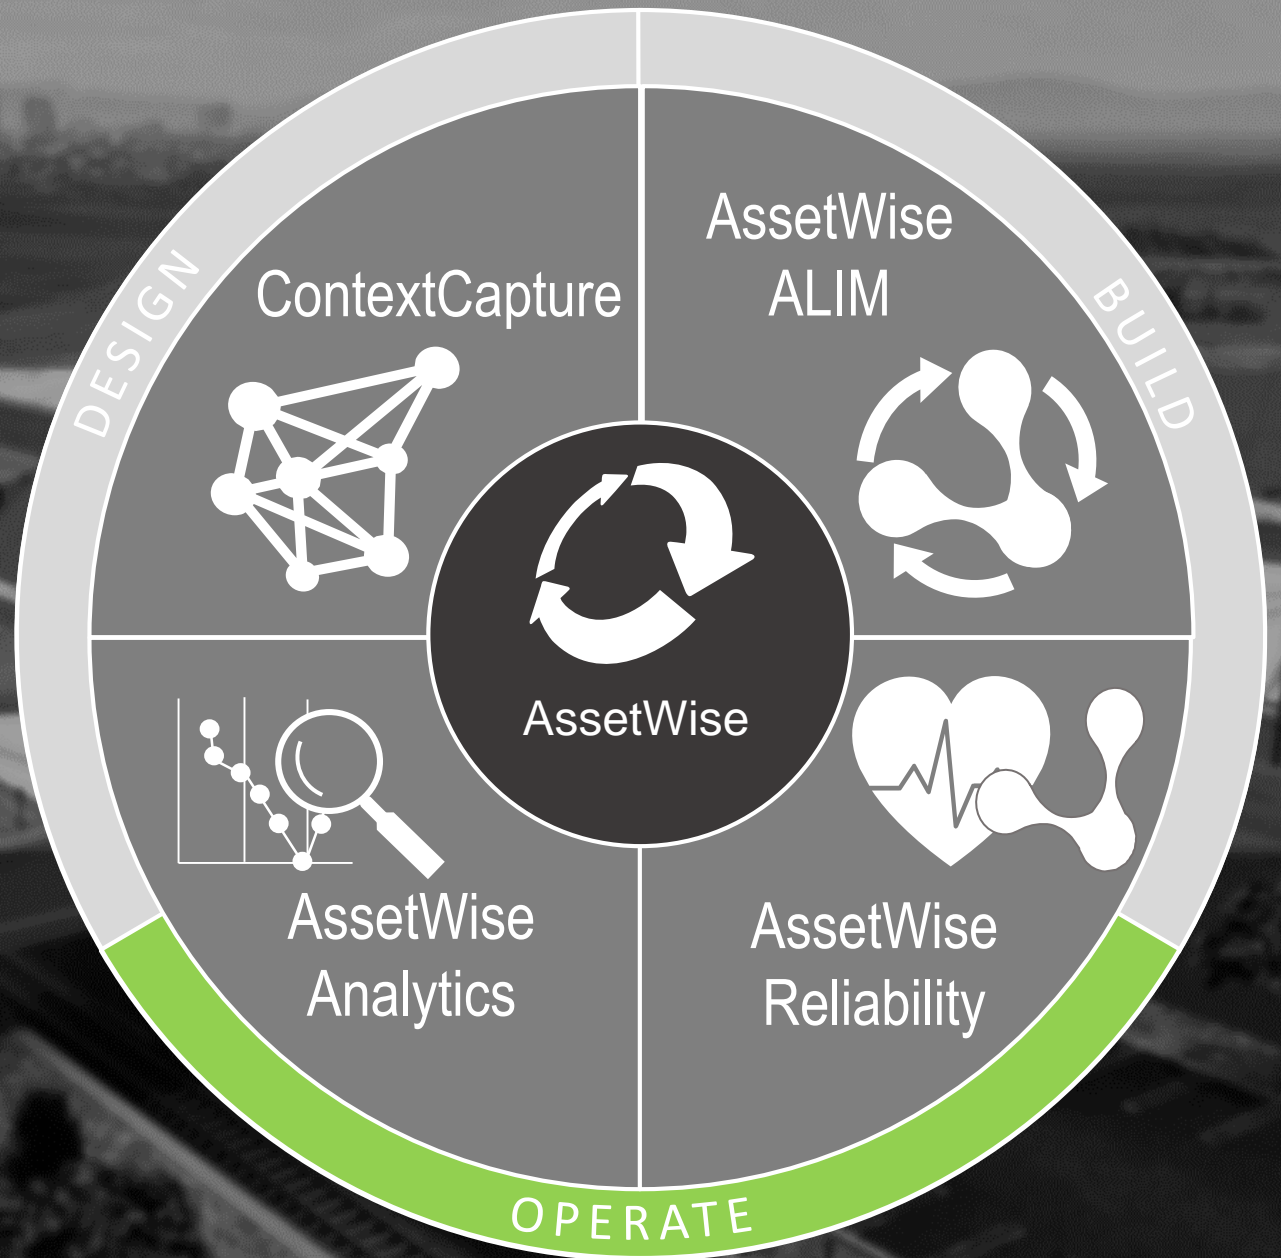 DESIGN
BUILD
ContextCapture
AssetWise
ALIM
AssetWise
AssetWise
Analytics
AssetWise
Reliability
OPERATE